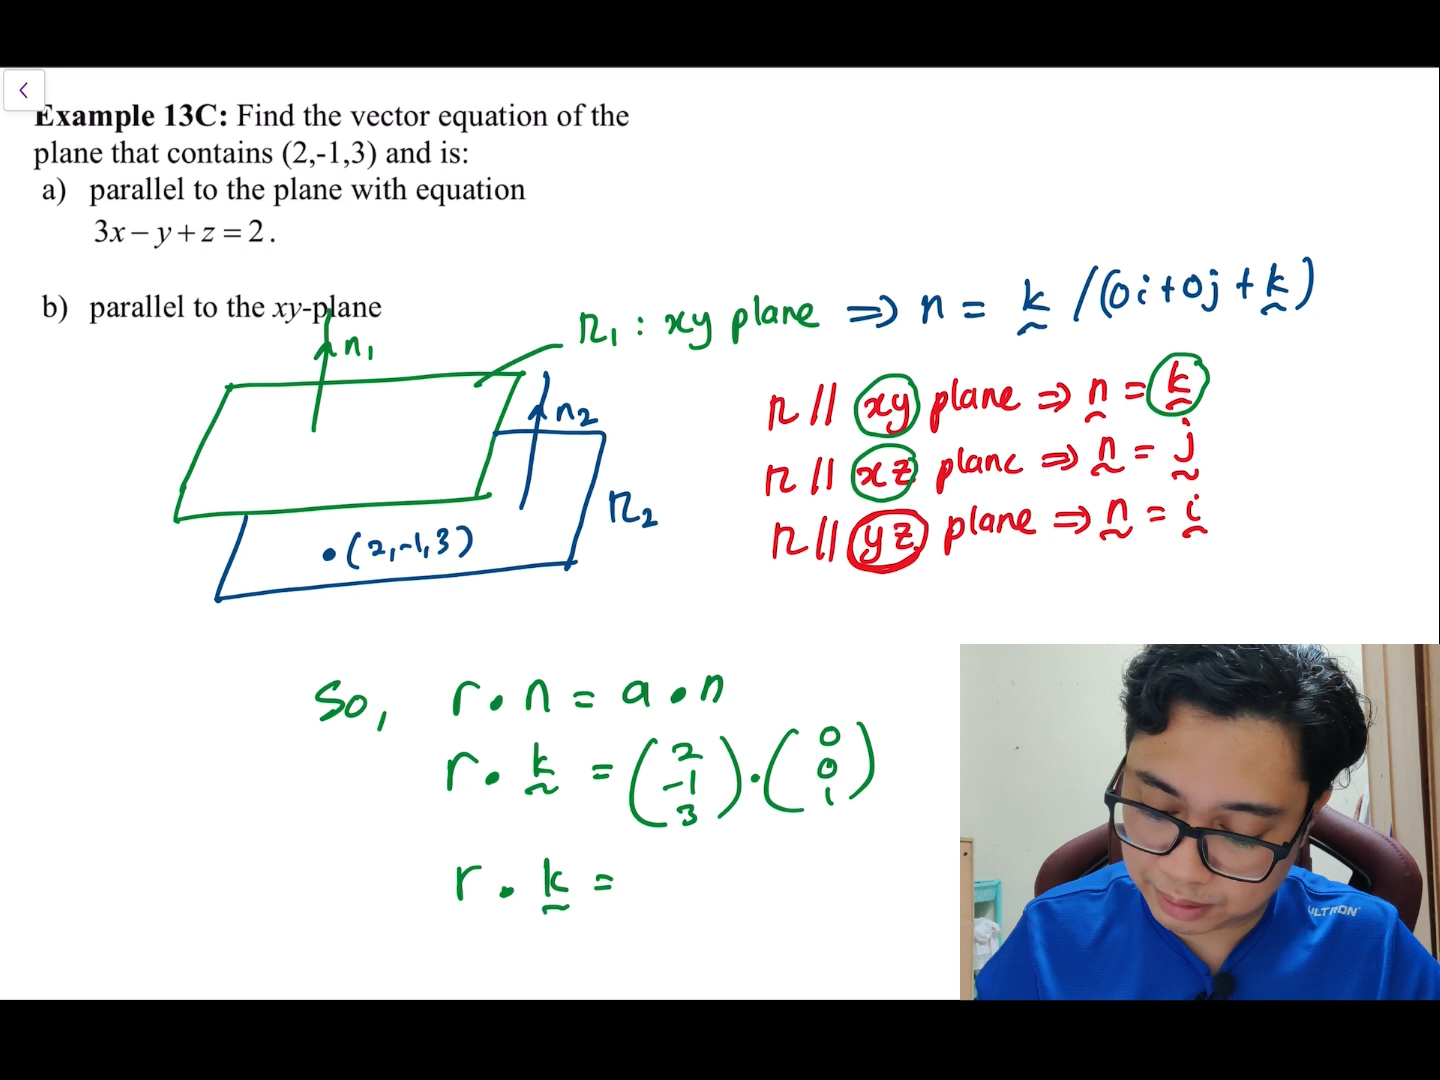 Example 13C: Find the vector equation of the
plane that contains (2,-1,3) and is:
a) parallel to the plane with equation
3x − y + z = 2.
b) parallel to the xy-plane
π₁ : xy plane ⇒ n = k /(0i+0j+k)
n₁
n₂
π₂
•(2,-1,3)
π // xy plane ⇒ n = k
π // xz plane ⇒ n = j
π // yz plane ⇒ n = i
So, r • n = a • n
r • k = (2 -1 3) • (0 0 1)
r • k =
ULTRON